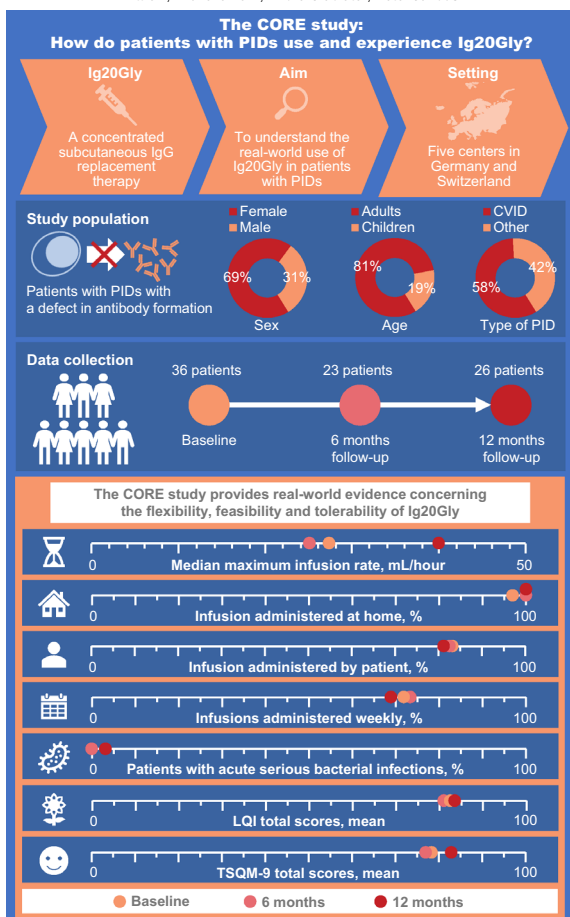 The CORE study:
How do patients with PIDs use and experience Ig20Gly?
Ig20Gly
A concentrated
subcutaneous IgG
replacement
therapy
Aim
To understand the
real-world use of
Ig20Gly in patients
with PIDs
Setting
Five centers in
Germany and
Switzerland
Study population
Patients with PIDs with
a defect in antibody formation
Female
Male
69%
31%
Sex
Adults
Children
81%
19%
Age
CVID
Other
58%
42%
Type of PID
Data collection
36 patients
Baseline
23 patients
6 months
follow-up
26 patients
12 months
follow-up
The CORE study provides real-world evidence concerning
the flexibility, feasibility and tolerability of Ig20Gly
0
Median maximum infusion rate, mL/hour
50
0
Infusion administered at home, %
100
0
Infusion administered by patient, %
100
0
Infusions administered weekly, %
100
0
Patients with acute serious bacterial infections, %
100
0
LQI total scores, mean
100
0
TSQM-9 total scores, mean
100
Baseline
6 months
12 months